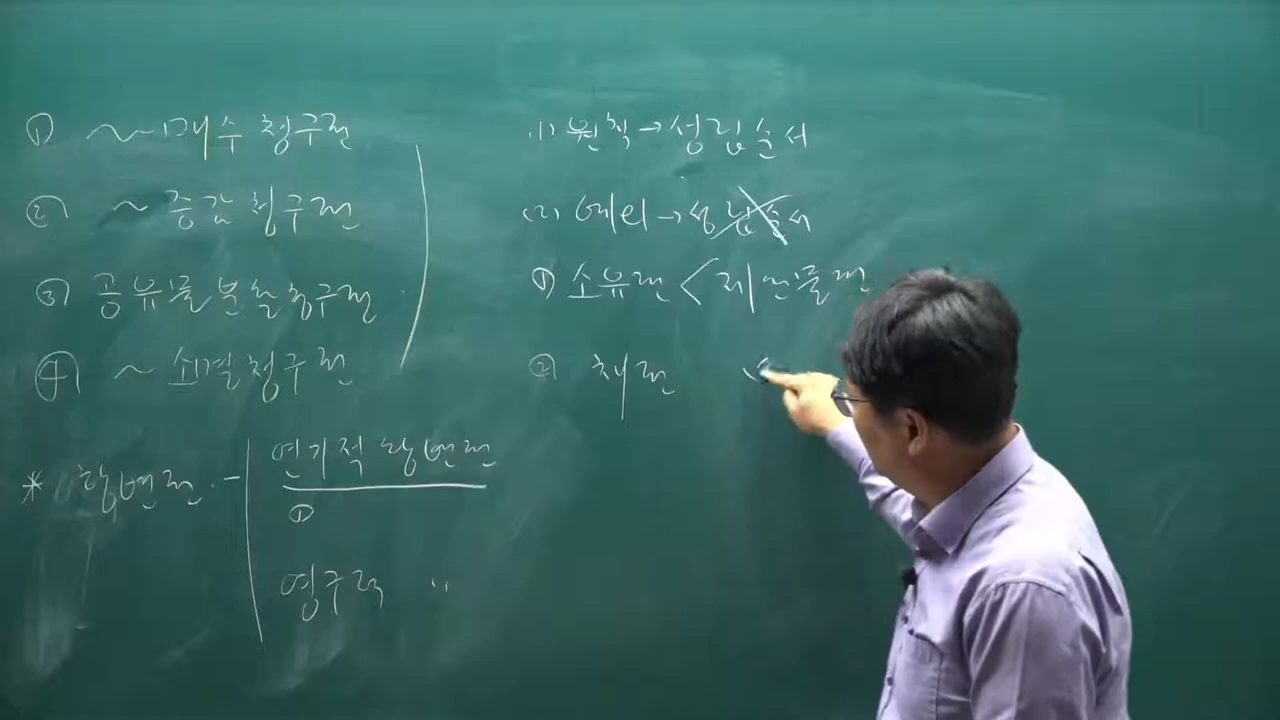 ① ~매수청구권
② ~증감청구권
③ 공유물분할청구권
④ ~소멸청구권
* 항변권 - 연기적 항변권
①
영구적 〃
(1) 원칙→성립순서
(2) 예외→성립순서
① 소유권 < 제한물권
② 채권